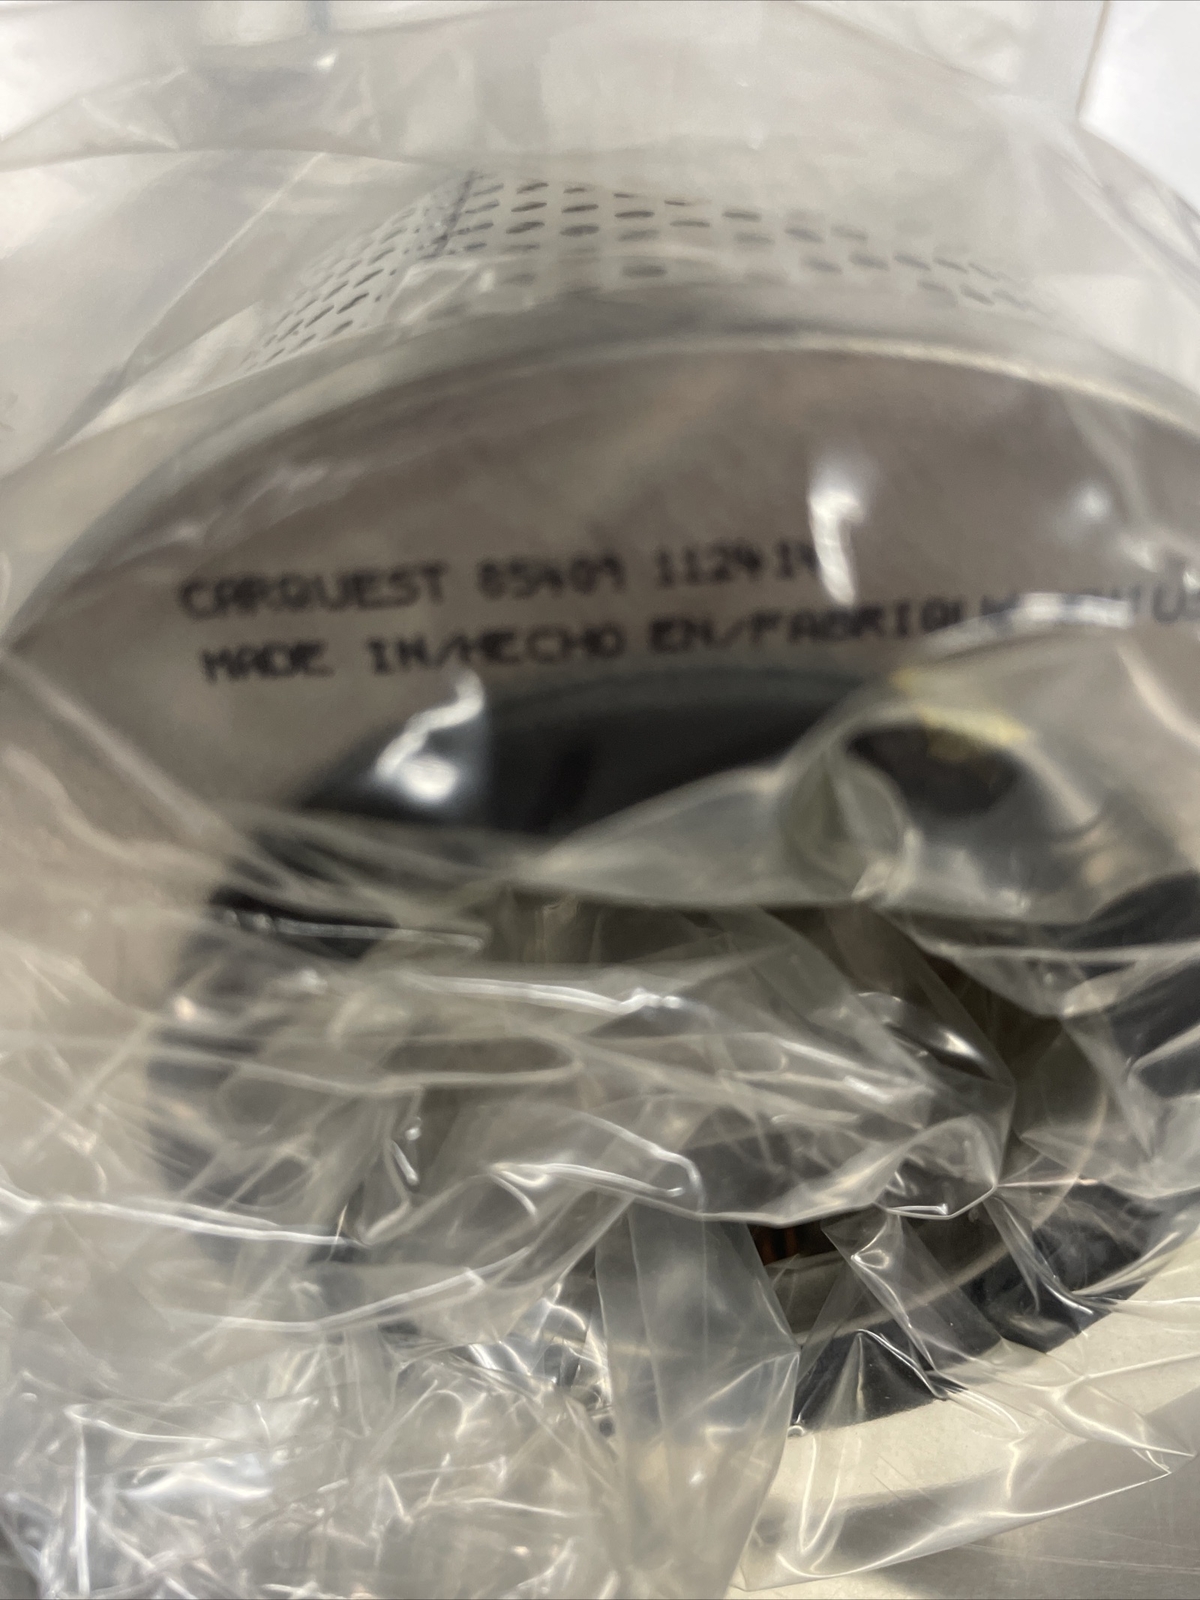 CARQUEST 85409 112414
MADE IN/HECHO EN/FABRIQUE